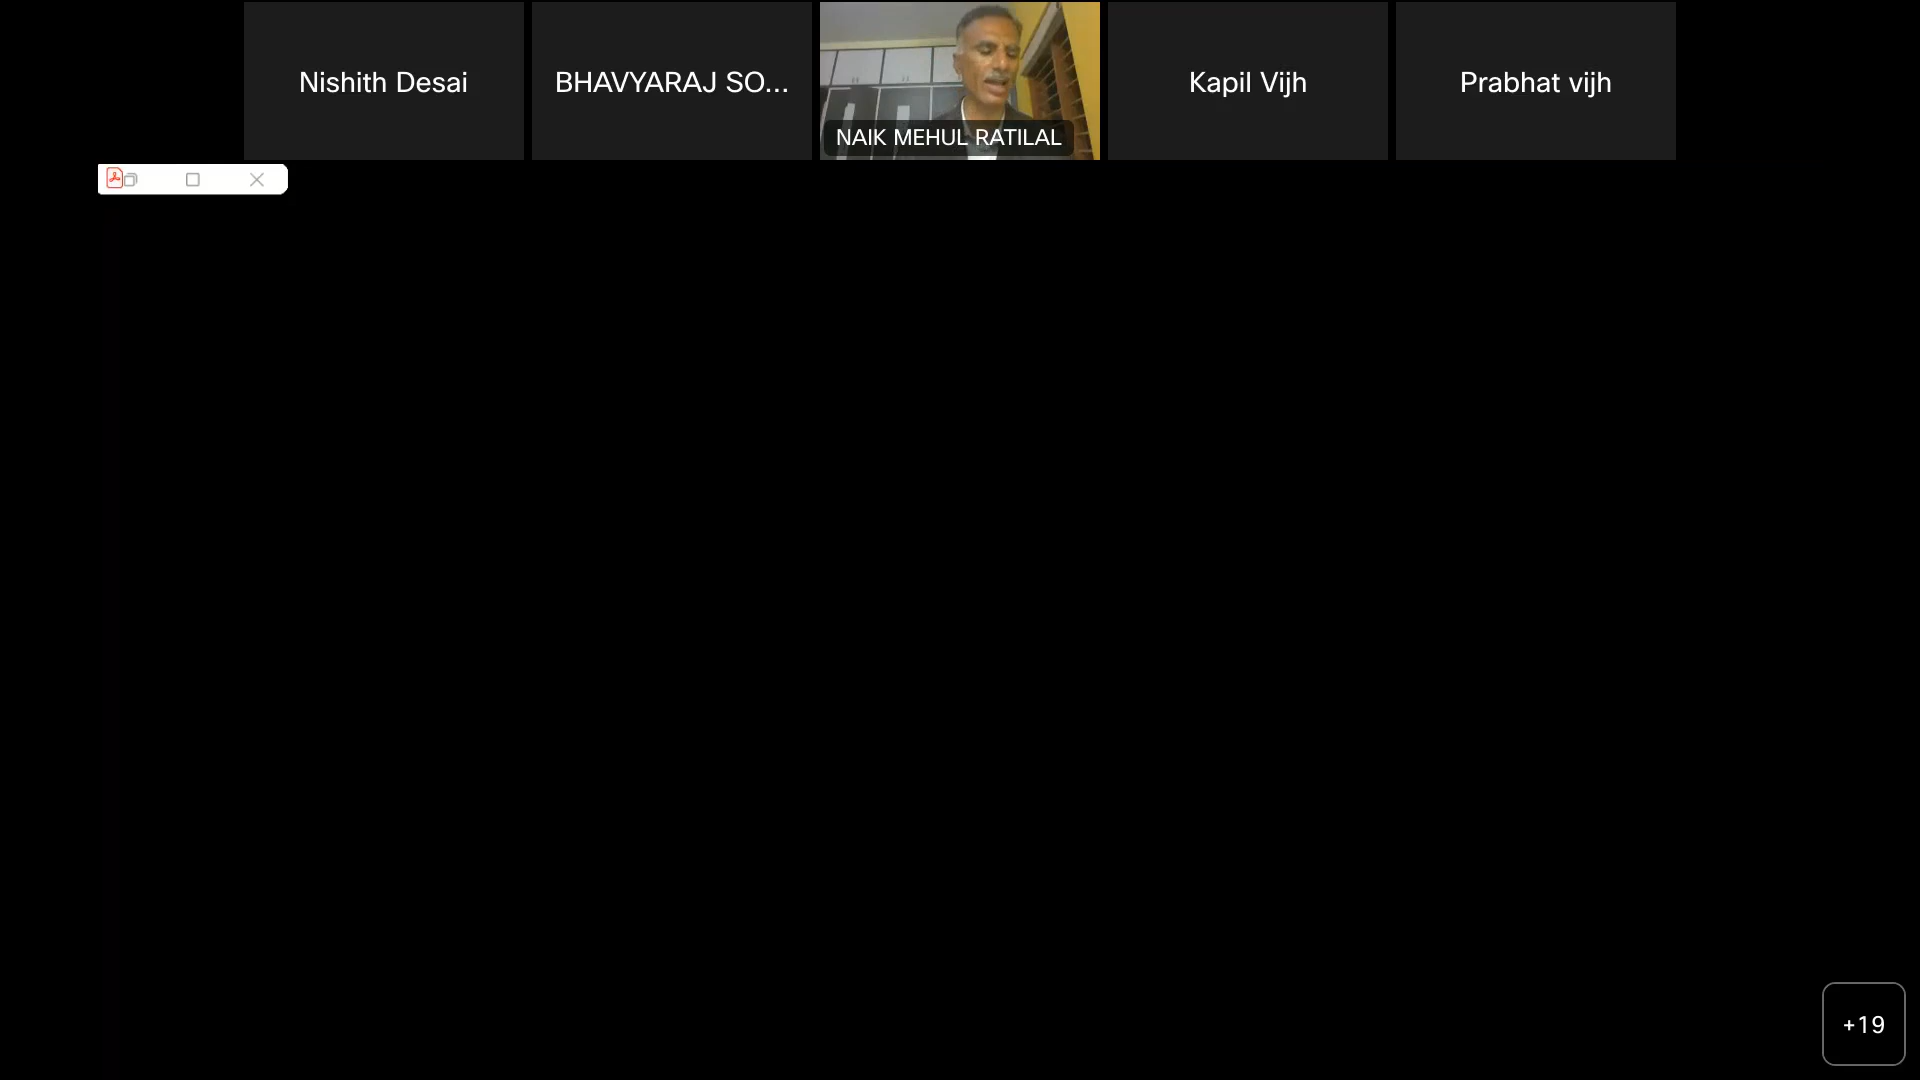 Nishith Desai
BHAVYARAJ SO...
NAIK MEHUL RATILAL
Kapil Vijh
Prabhat vijh
+19